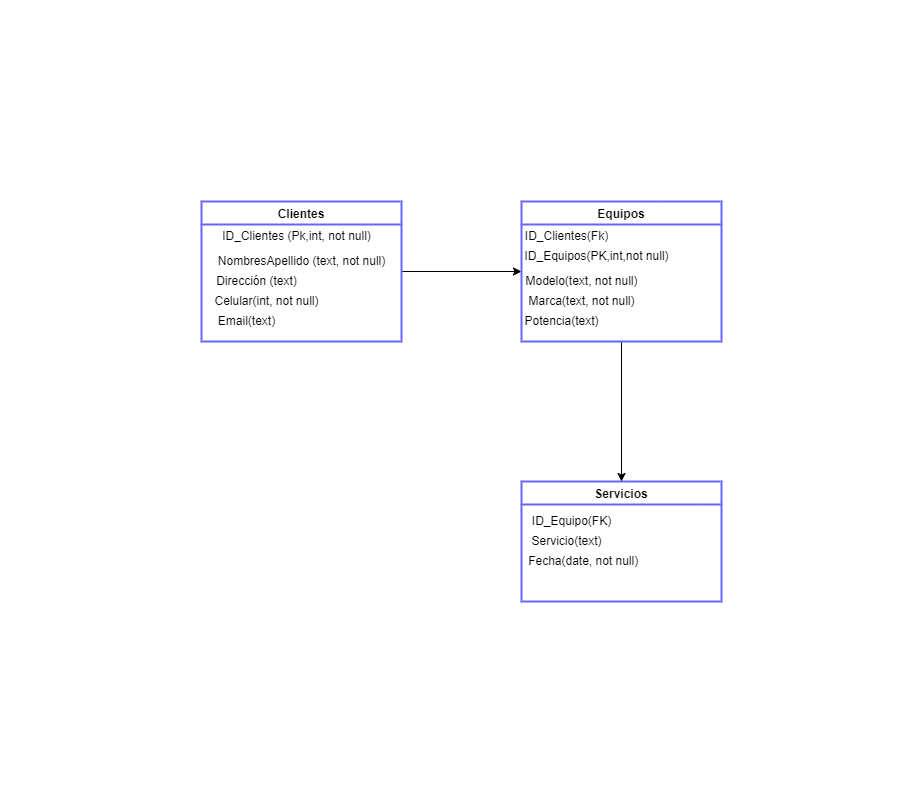 Clientes
ID_Clientes (Pk,int, not null)
NombresApellido (text, not null)
Dirección (text)
Celular(int, not null)
Email(text)
Equipos
ID_Clientes(Fk)
ID_Equipos(PK,int,not null)
Modelo(text, not null)
Marca(text, not null)
Potencia(text)
Servicios
ID_Equipo(FK)
Servicio(text)
Fecha(date, not null)